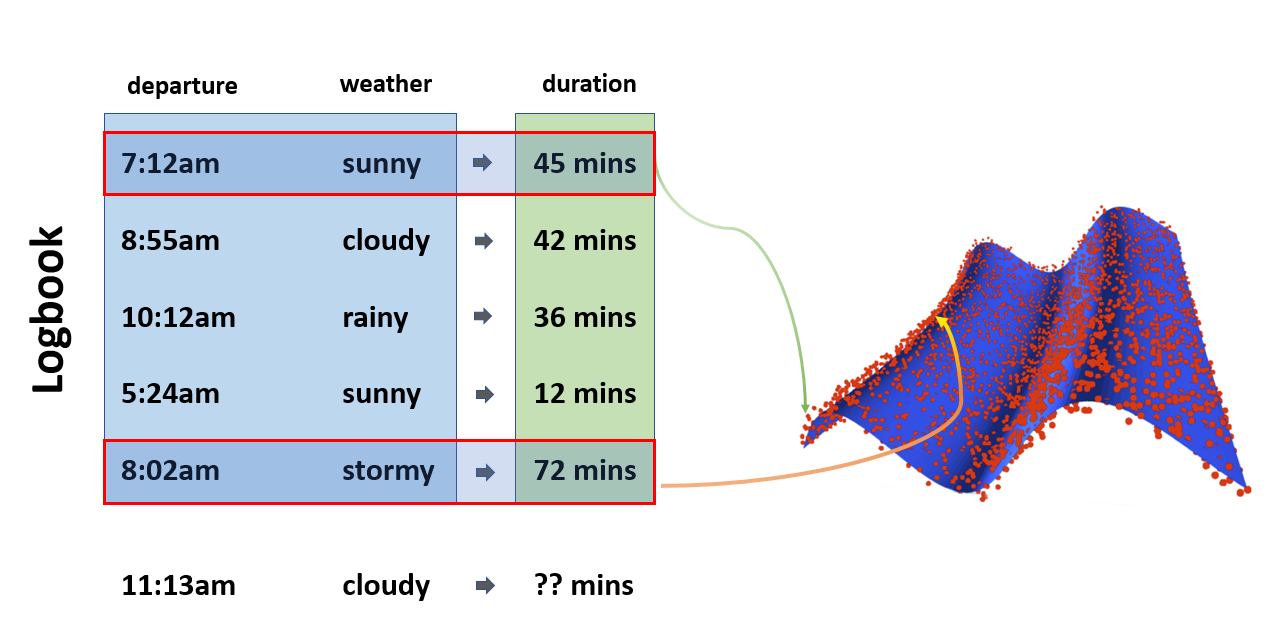 Logbook
departure weather duration
7:12am sunny 45 mins
8:55am cloudy 42 mins
10:12am rainy 36 mins
5:24am sunny 12 mins
8:02am stormy 72 mins
11:13am cloudy ?? mins